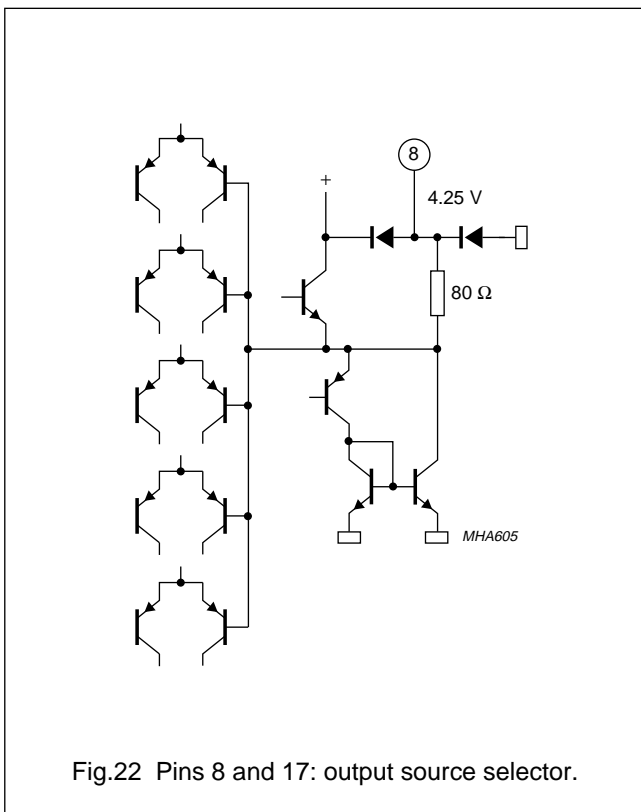 8
+
4.25 V
80 Ω
MHA605
Fig.22 Pins 8 and 17: output source selector.